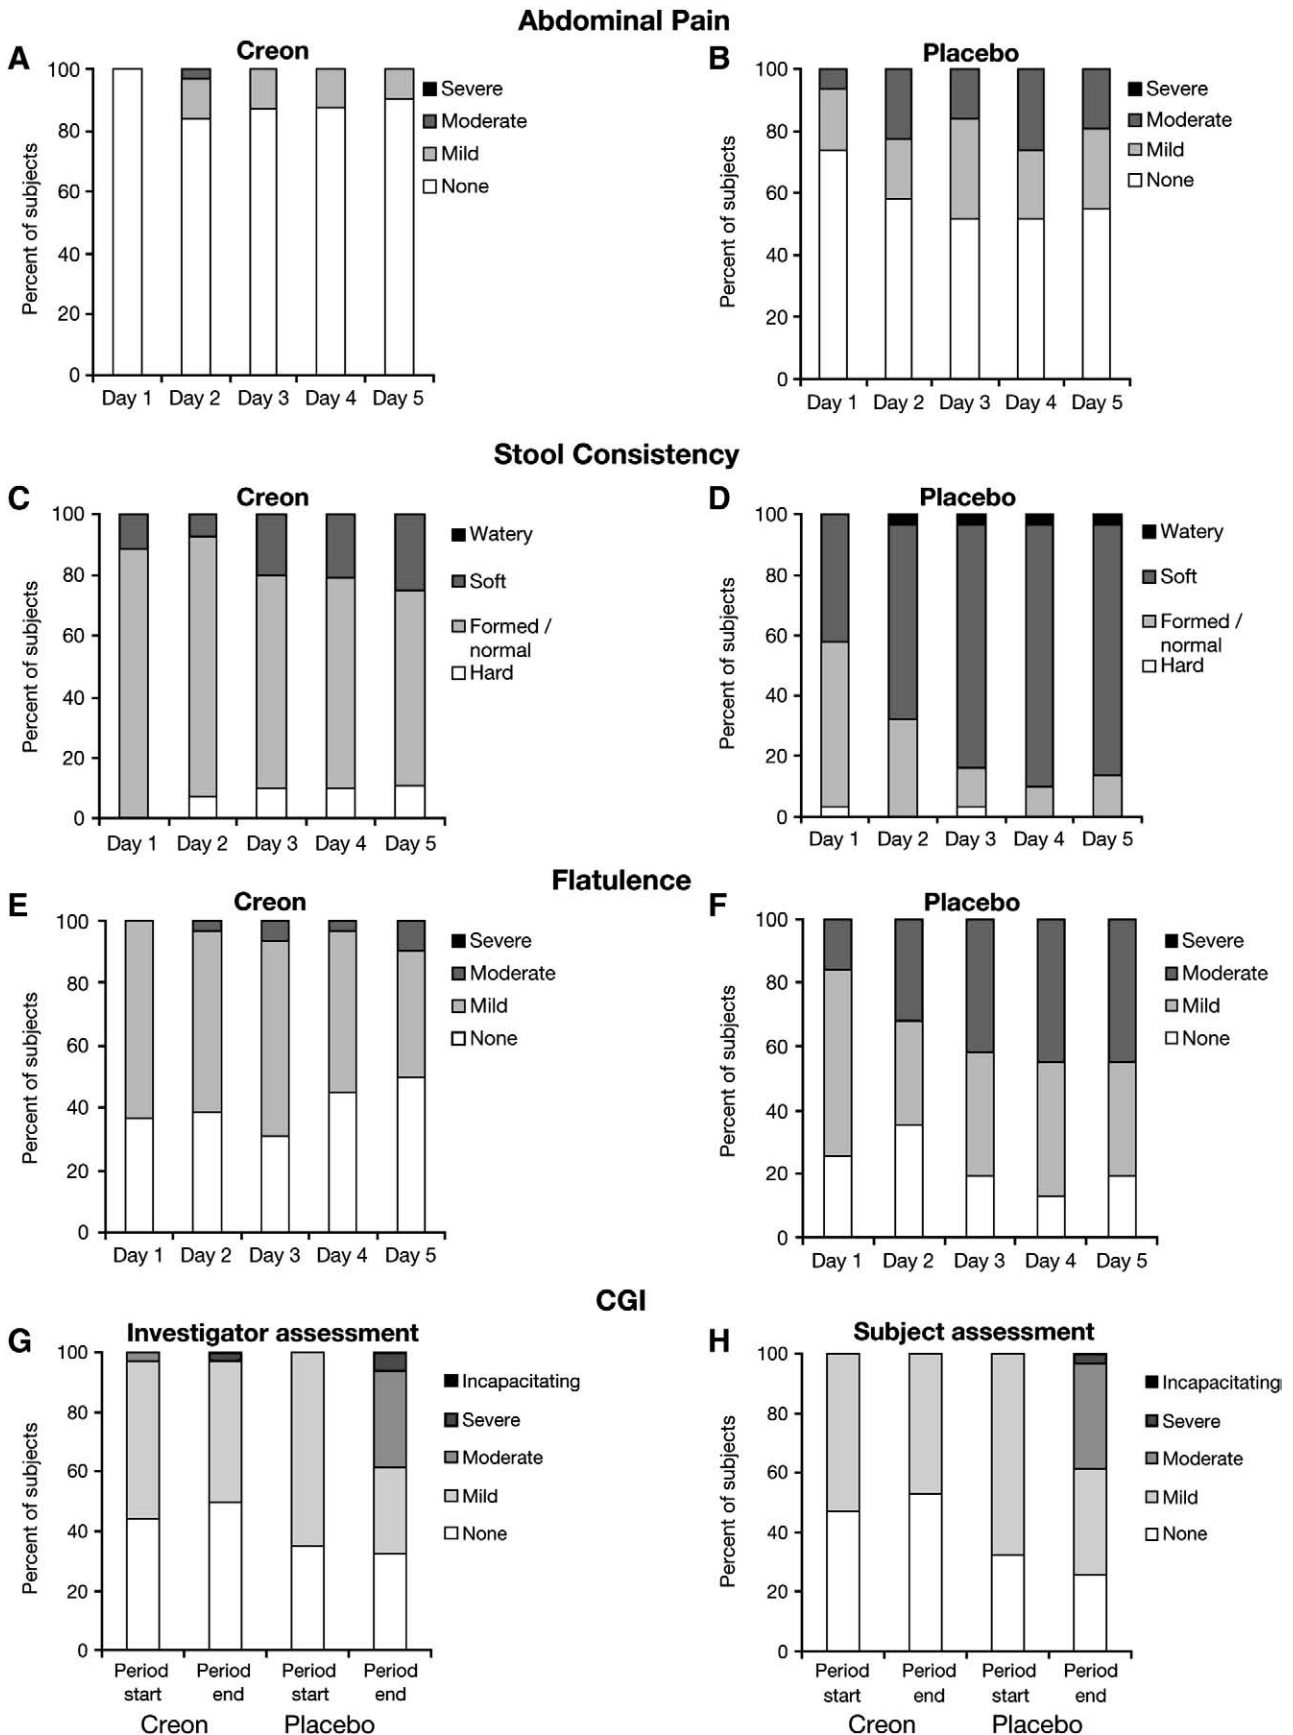 Abdominal Pain
A
Creon
Percent of subjects
100
80
60
40
20
0
Day 1 Day 2 Day 3 Day 4 Day 5
Severe
Moderate
Mild
None
B
Placebo
Percent of subjects
100
80
60
40
20
0
Day 1 Day 2 Day 3 Day 4 Day 5
Severe
Moderate
Mild
None
Stool Consistency
C
Creon
Percent of subjects
100
80
60
40
20
0
Day 1 Day 2 Day 3 Day 4 Day 5
Watery
Soft
Formed /
normal
Hard
D
Placebo
Percent of subjects
100
80
60
40
20
0
Day 1 Day 2 Day 3 Day 4 Day 5
Watery
Soft
Formed /
normal
Hard
Flatulence
E
Creon
Percent of subjects
100
80
60
40
20
0
Day 1 Day 2 Day 3 Day 4 Day 5
Severe
Moderate
Mild
None
F
Placebo
Percent of subjects
100
80
60
40
20
0
Day 1 Day 2 Day 3 Day 4 Day 5
Severe
Moderate
Mild
None
CGI
G
Investigator assessment
Percent of subjects
100
80
60
40
20
0
Period Period Period Period
start end start end
Creon Placebo
Incapacitating
Severe
Moderate
Mild
None
H
Subject assessment
Percent of subjects
100
80
60
40
20
0
Period Period Period Period
start end start end
Creon Placebo
Incapacitating
Severe
Moderate
Mild
None